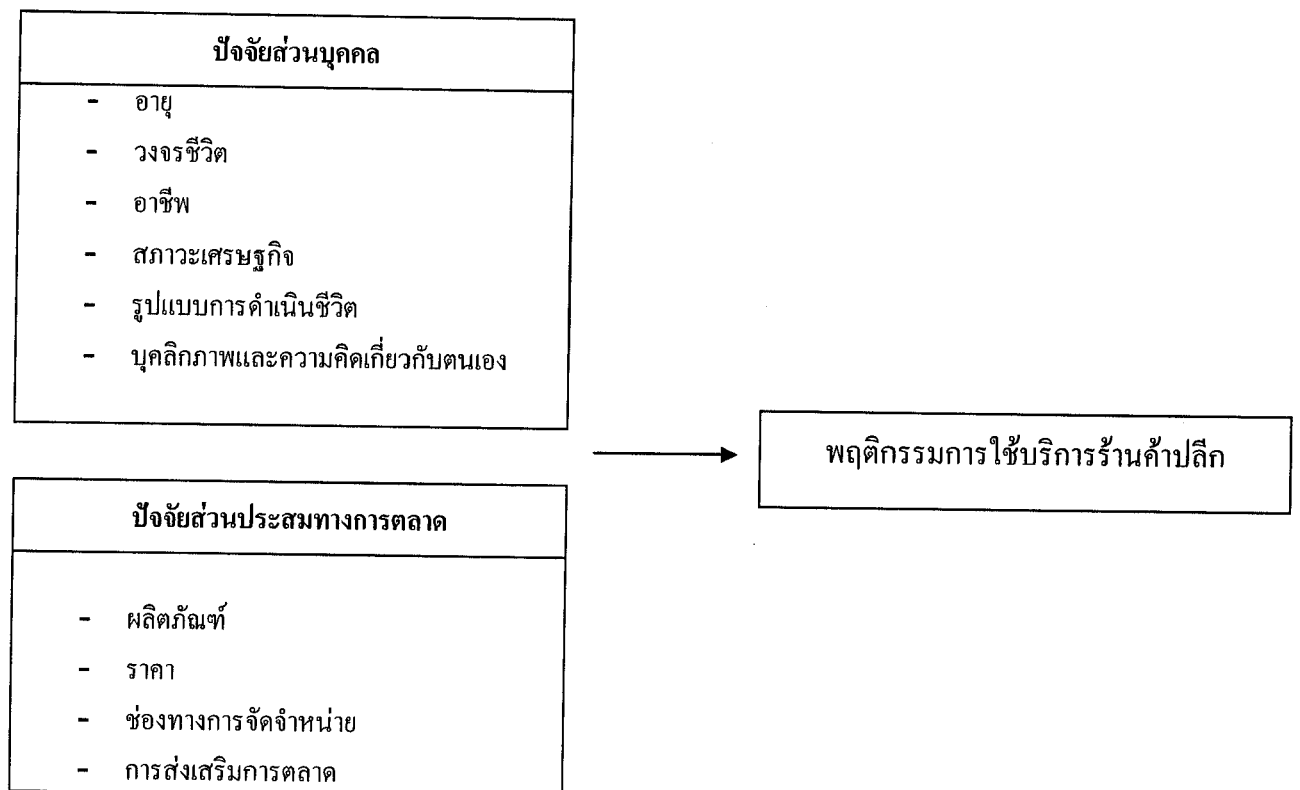 ปัจจัยส่วนบุคคล
- อายุ
- วงจรชีวิต
- อาชีพ
- สภาวะเศรษฐกิจ
- รูปแบบการดำเนินชีวิต
- บุคลิกภาพและความคิดเกี่ยวกับตนเอง
พฤติกรรมการใช้บริการร้านค้าปลีก
ปัจจัยส่วนประสมทางการตลาด
- ผลิตภัณฑ์
- ราคา
- ช่องทางการจัดจำหน่าย
- การส่งเสริมการตลาด